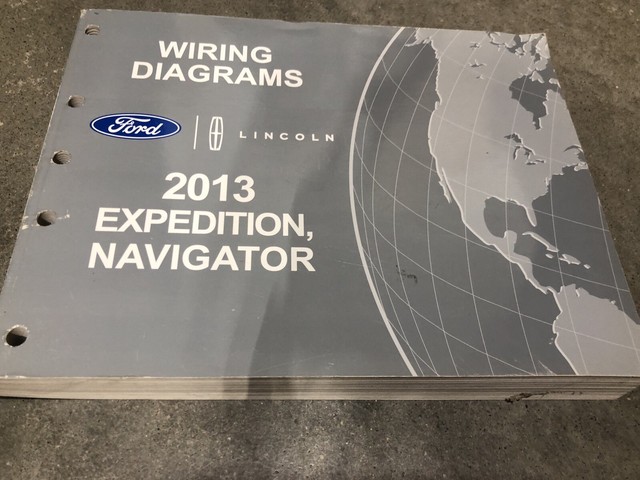 WIRING
DIAGRAMS
Ford LINCOLN
2013
EXPEDITION,
NAVIGATOR